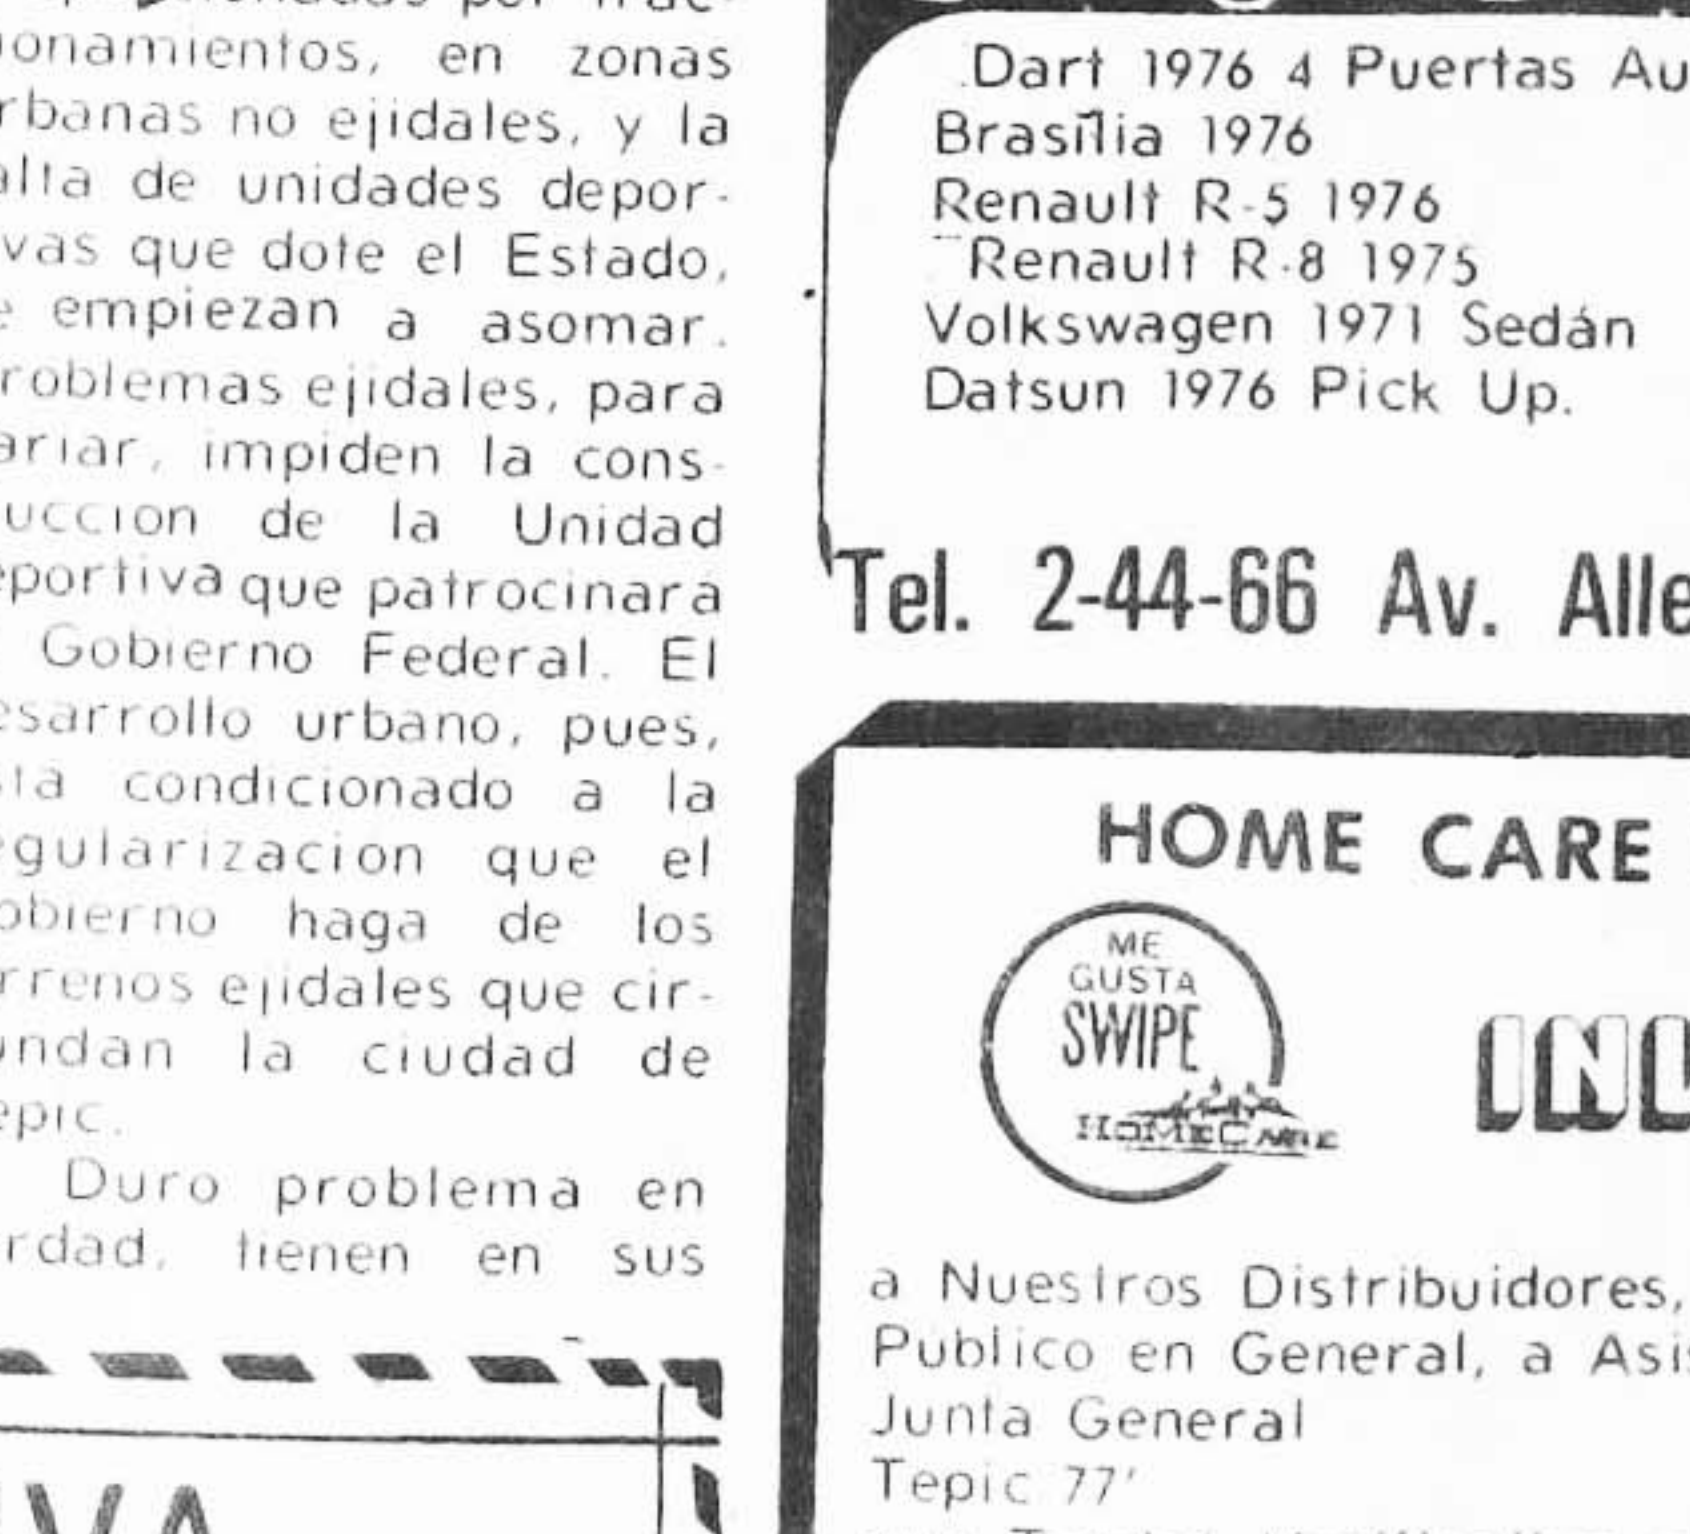 onamientos, en zonas
rbanas no ejidales, y la
alta de unidades depor-
vas que dote el Estado,
e empiezan a asomar.
roblemas ejidales, para
ariar, impiden la cons-
uccion de la Unidad
eportiva que patrocinara
Gobierno Federal. El
esarrollo urbano, pues,
sta condicionado a la
egularizacion que el
obierno haga de los
rrenos ejidales que cir-
undan la ciudad de
epic.
Duro problema en
rdad, tienen en sus
IVA
Dart 1976 4 Puertas Au
Brasilia 1976
Renault R-5 1976
Renault R-8 1975
Volkswagen 1971 Sedán
Datsun 1976 Pick Up.
Tel. 2-44-66 Av. Alle
HOME CARE
ME
GUSTA
SWIPE
HOMECARE
a Nuestros Distribuidores,
Publico en General, a Asis
Junta General
Tepic 77'